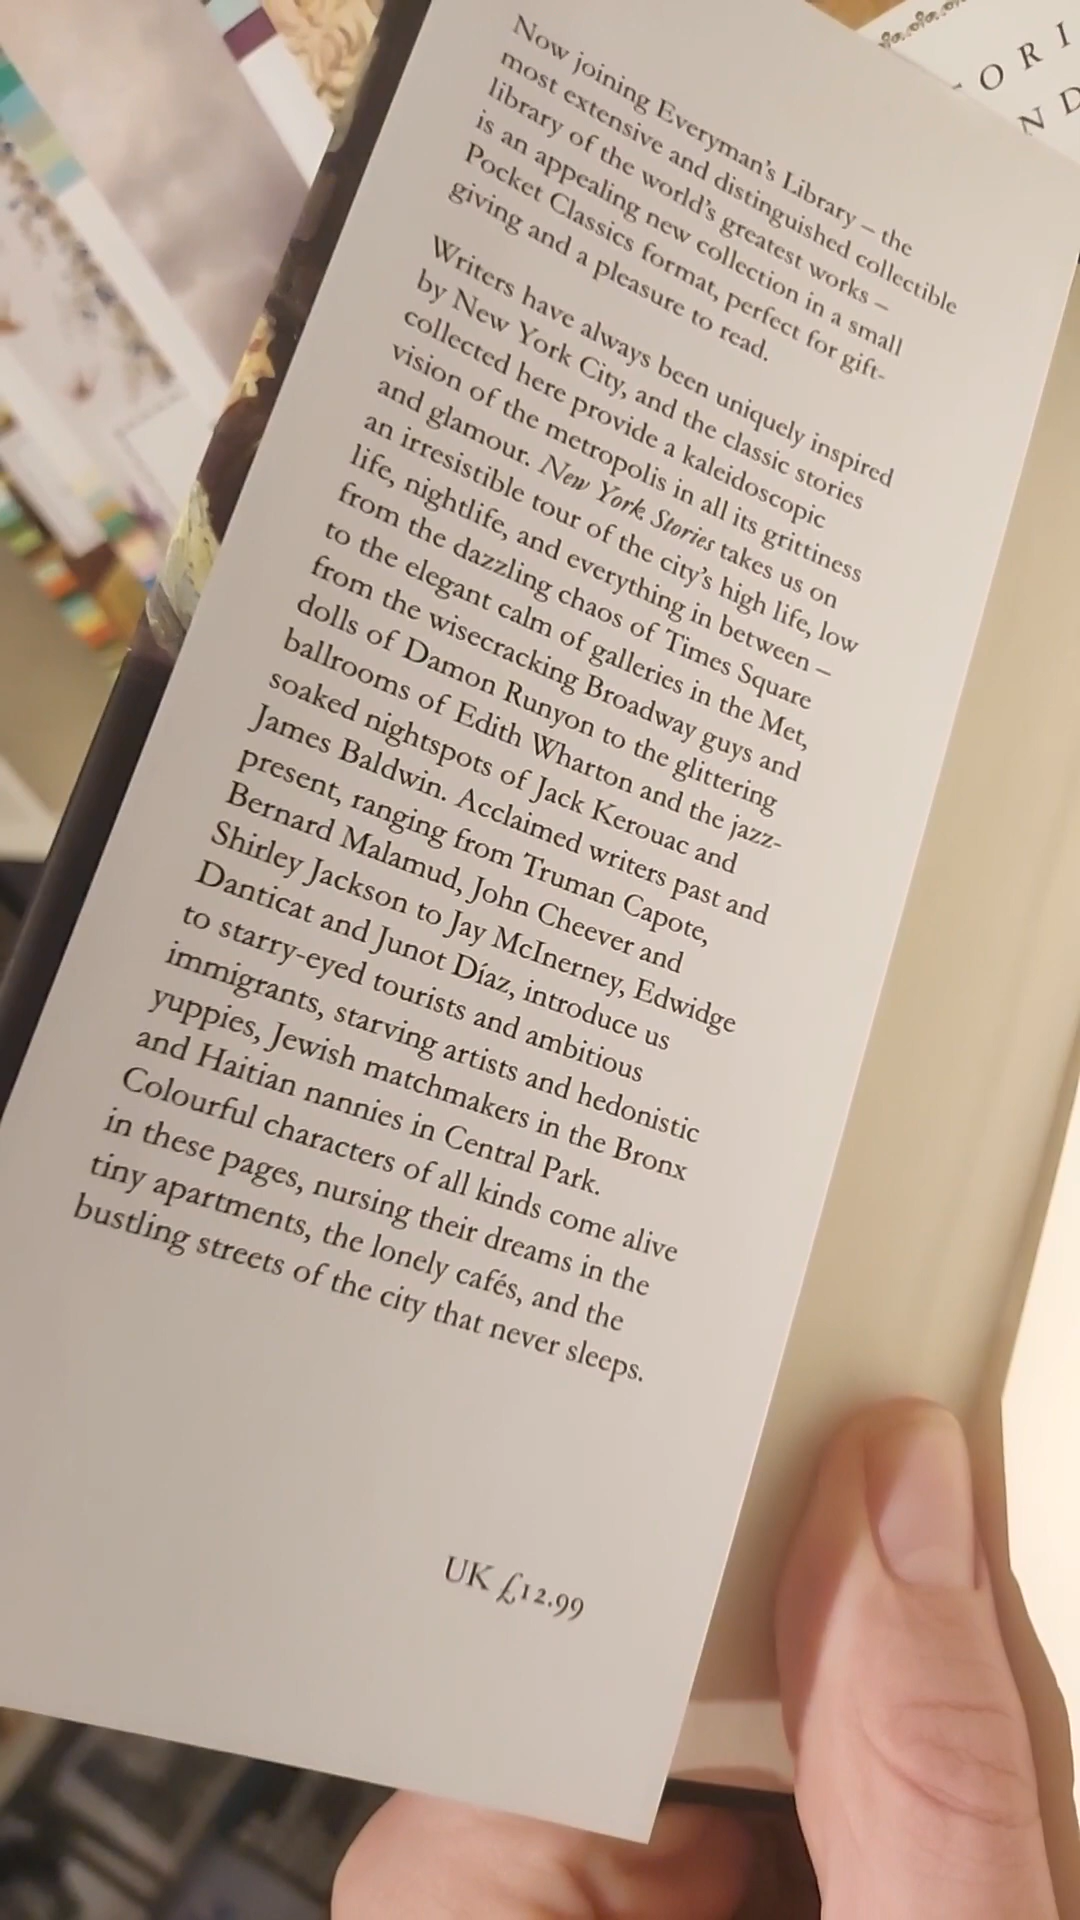 Now joining Everyman's Library – the
most extensive and distinguished collectible
library of the world's greatest works –
is an appealing new collection in a small
Pocket Classics format, perfect for gift-
giving and a pleasure to read.
Writers have always been uniquely inspired
by New York City, and the classic stories
collected here provide a kaleidoscopic
vision of the metropolis in all its grittiness
and glamour. New York Stories takes us on
an irresistible tour of the city's high life, low
life, nightlife, and everything in between –
from the dazzling chaos of Times Square
to the elegant calm of galleries in the Met,
from the wisecracking Broadway guys and
dolls of Damon Runyon to the glittering
ballrooms of Edith Wharton and the jazz-
soaked nightspots of Jack Kerouac and
James Baldwin. Acclaimed writers past and
present, ranging from Truman Capote,
Bernard Malamud, John Cheever and
Shirley Jackson to Jay McInerney, Edwidge
Danticat and Junot Díaz, introduce us
to starry-eyed tourists and ambitious
immigrants, starving artists and hedonistic
yuppies, Jewish matchmakers in the Bronx
and Haitian nannies in Central Park.
Colourful characters of all kinds come alive
in these pages, nursing their dreams in the
tiny apartments, the lonely cafés, and the
bustling streets of the city that never sleeps.
UK £12.99